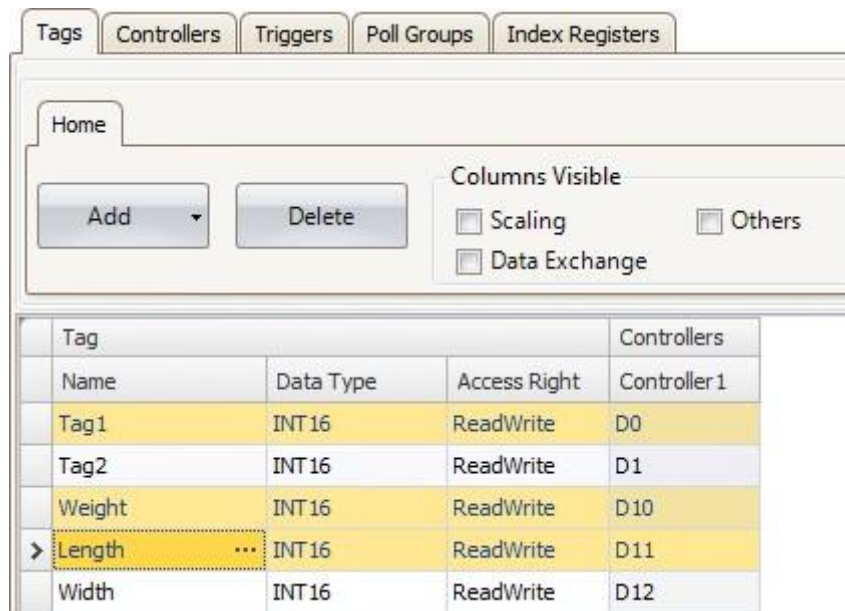 Tags Controllers Triggers Poll Groups Index Registers
Home
Columns Visible
Add Delete Scaling Others
Data Exchange
Tag Controllers
Name Data Type Access Right Controller1
Tag1 INT16 ReadWrite D0
Tag2 INT16 ReadWrite D1
Weight INT16 ReadWrite D10
Length ... INT16 ReadWrite D11
Width INT16 ReadWrite D12